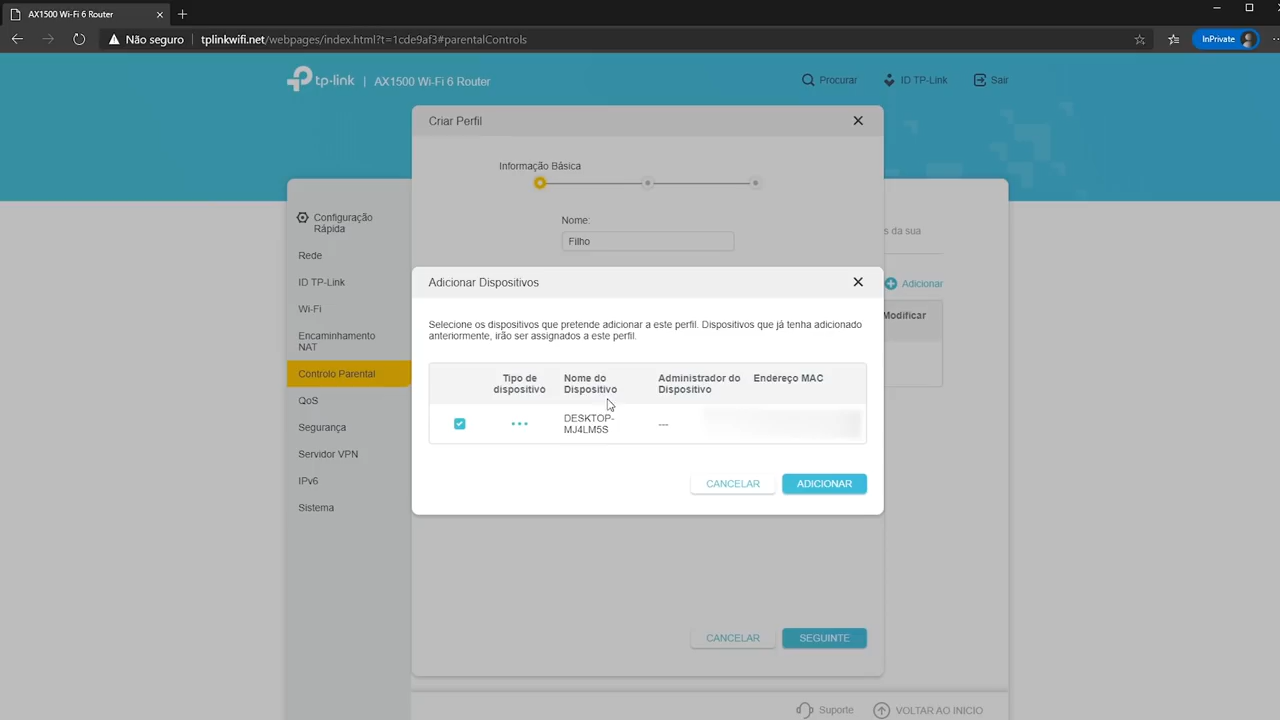 AX1500 Wi-Fi 6 Router
Não seguro
tplinkwifi.net/webpages/index.html?t=1cde9af3#parentalControls
InPrivate
tp-link | AX1500 Wi-Fi 6 Router
Procurar
ID TP-Link
Sair
Criar Perfil
Informação Básica
Nome:
Filho
Configuração
Rápida
Rede
ID TP-Link
Wi-Fi
Encaminhamento
NAT
Controlo Parental
QoS
Segurança
Servidor VPN
IPv6
Sistema
s da sua
Adicionar
Modificar
Adicionar Dispositivos
Selecione os dispositivos que pretende adicionar a este perfil. Dispositivos que já tenha adicionado
anteriormente, irão ser assignados a este perfil.
Tipo de
dispositivo
Nome do
Dispositivo
Administrador do
Dispositivo
Endereço MAC
DESKTOP-
MJ4LM5S
---
CANCELAR
ADICIONAR
CANCELAR
SEGUINTE
Suporte
VOLTAR AO INICIO